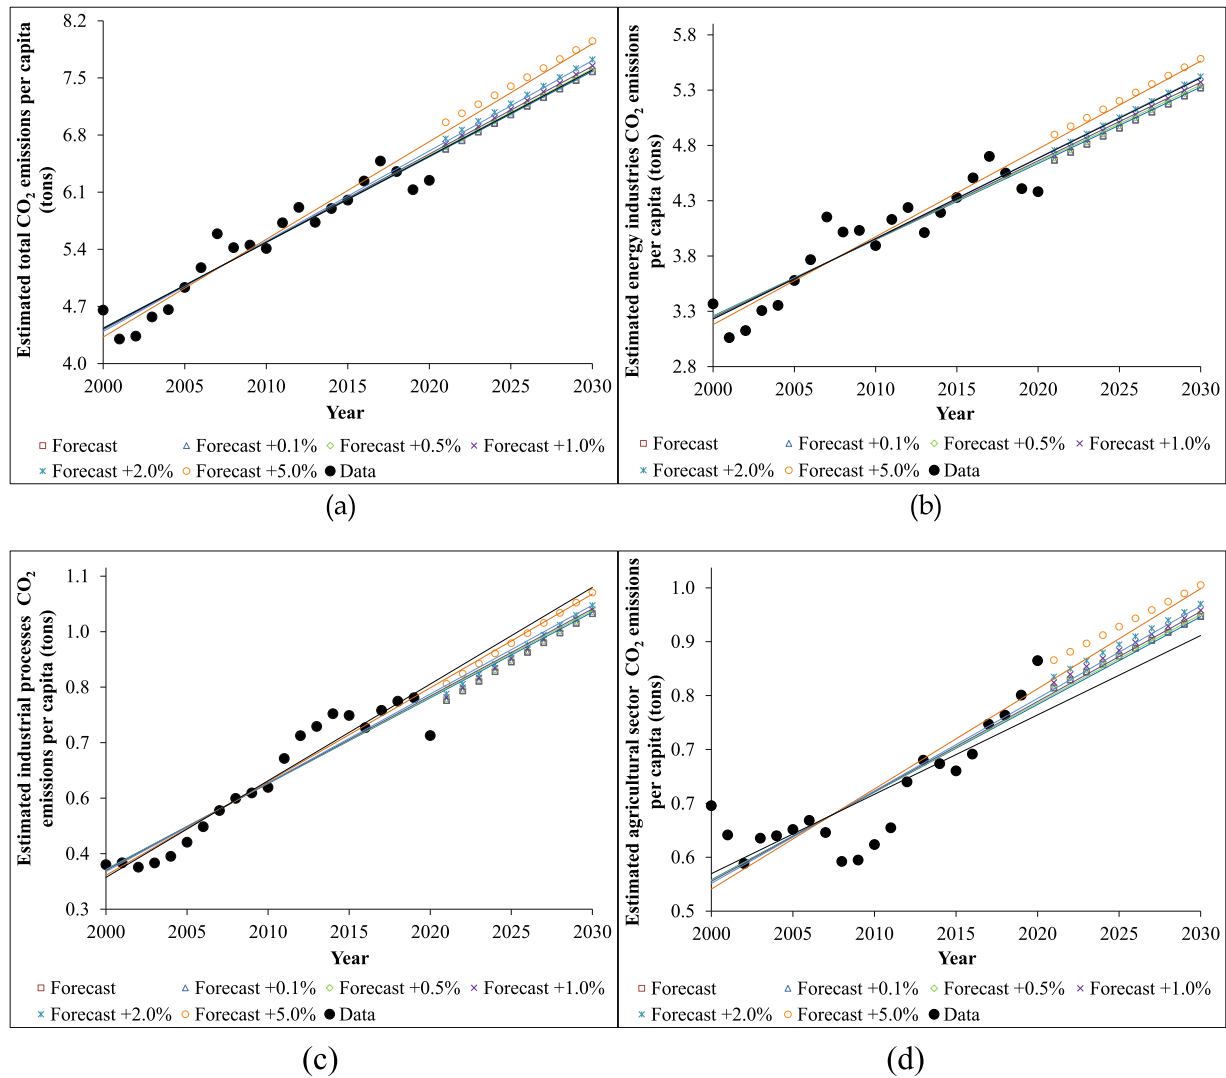 Estimated total CO2 emissions per capita
(tons)
8.2
7.5
6.8
6.1
5.4
4.7
4.0
2000 2005 2010 2015 2020 2025 2030
Year
Forecast Forecast +0.1% Forecast +0.5% Forecast +1.0%
Forecast +2.0% Forecast +5.0% Data
(a)
Estimated energy industries CO2 emissions
per capita (tons)
5.8
5.3
4.8
4.3
3.8
3.3
2.8
2000 2005 2010 2015 2020 2025 2030
Year
Forecast Forecast +0.1% Forecast +0.5% Forecast +1.0%
Forecast +2.0% Forecast +5.0% Data
(b)
Estimated industrial processes CO2
emissions per capita (tons)
1.1
1.0
0.8
0.7
0.6
0.4
0.3
2000 2005 2010 2015 2020 2025 2030
Year
Forecast Forecast +0.1% Forecast +0.5% Forecast +1.0%
Forecast +2.0% Forecast +5.0% Data
(c)
Estimated agricultural sector CO2 emissions
per capita (tons)
1.0
0.9
0.8
0.7
0.7
0.6
0.5
2000 2005 2010 2015 2020 2025 2030
Year
Forecast Forecast +0.1% Forecast +0.5% Forecast +1.0%
Forecast +2.0% Forecast +5.0% Data
(d)